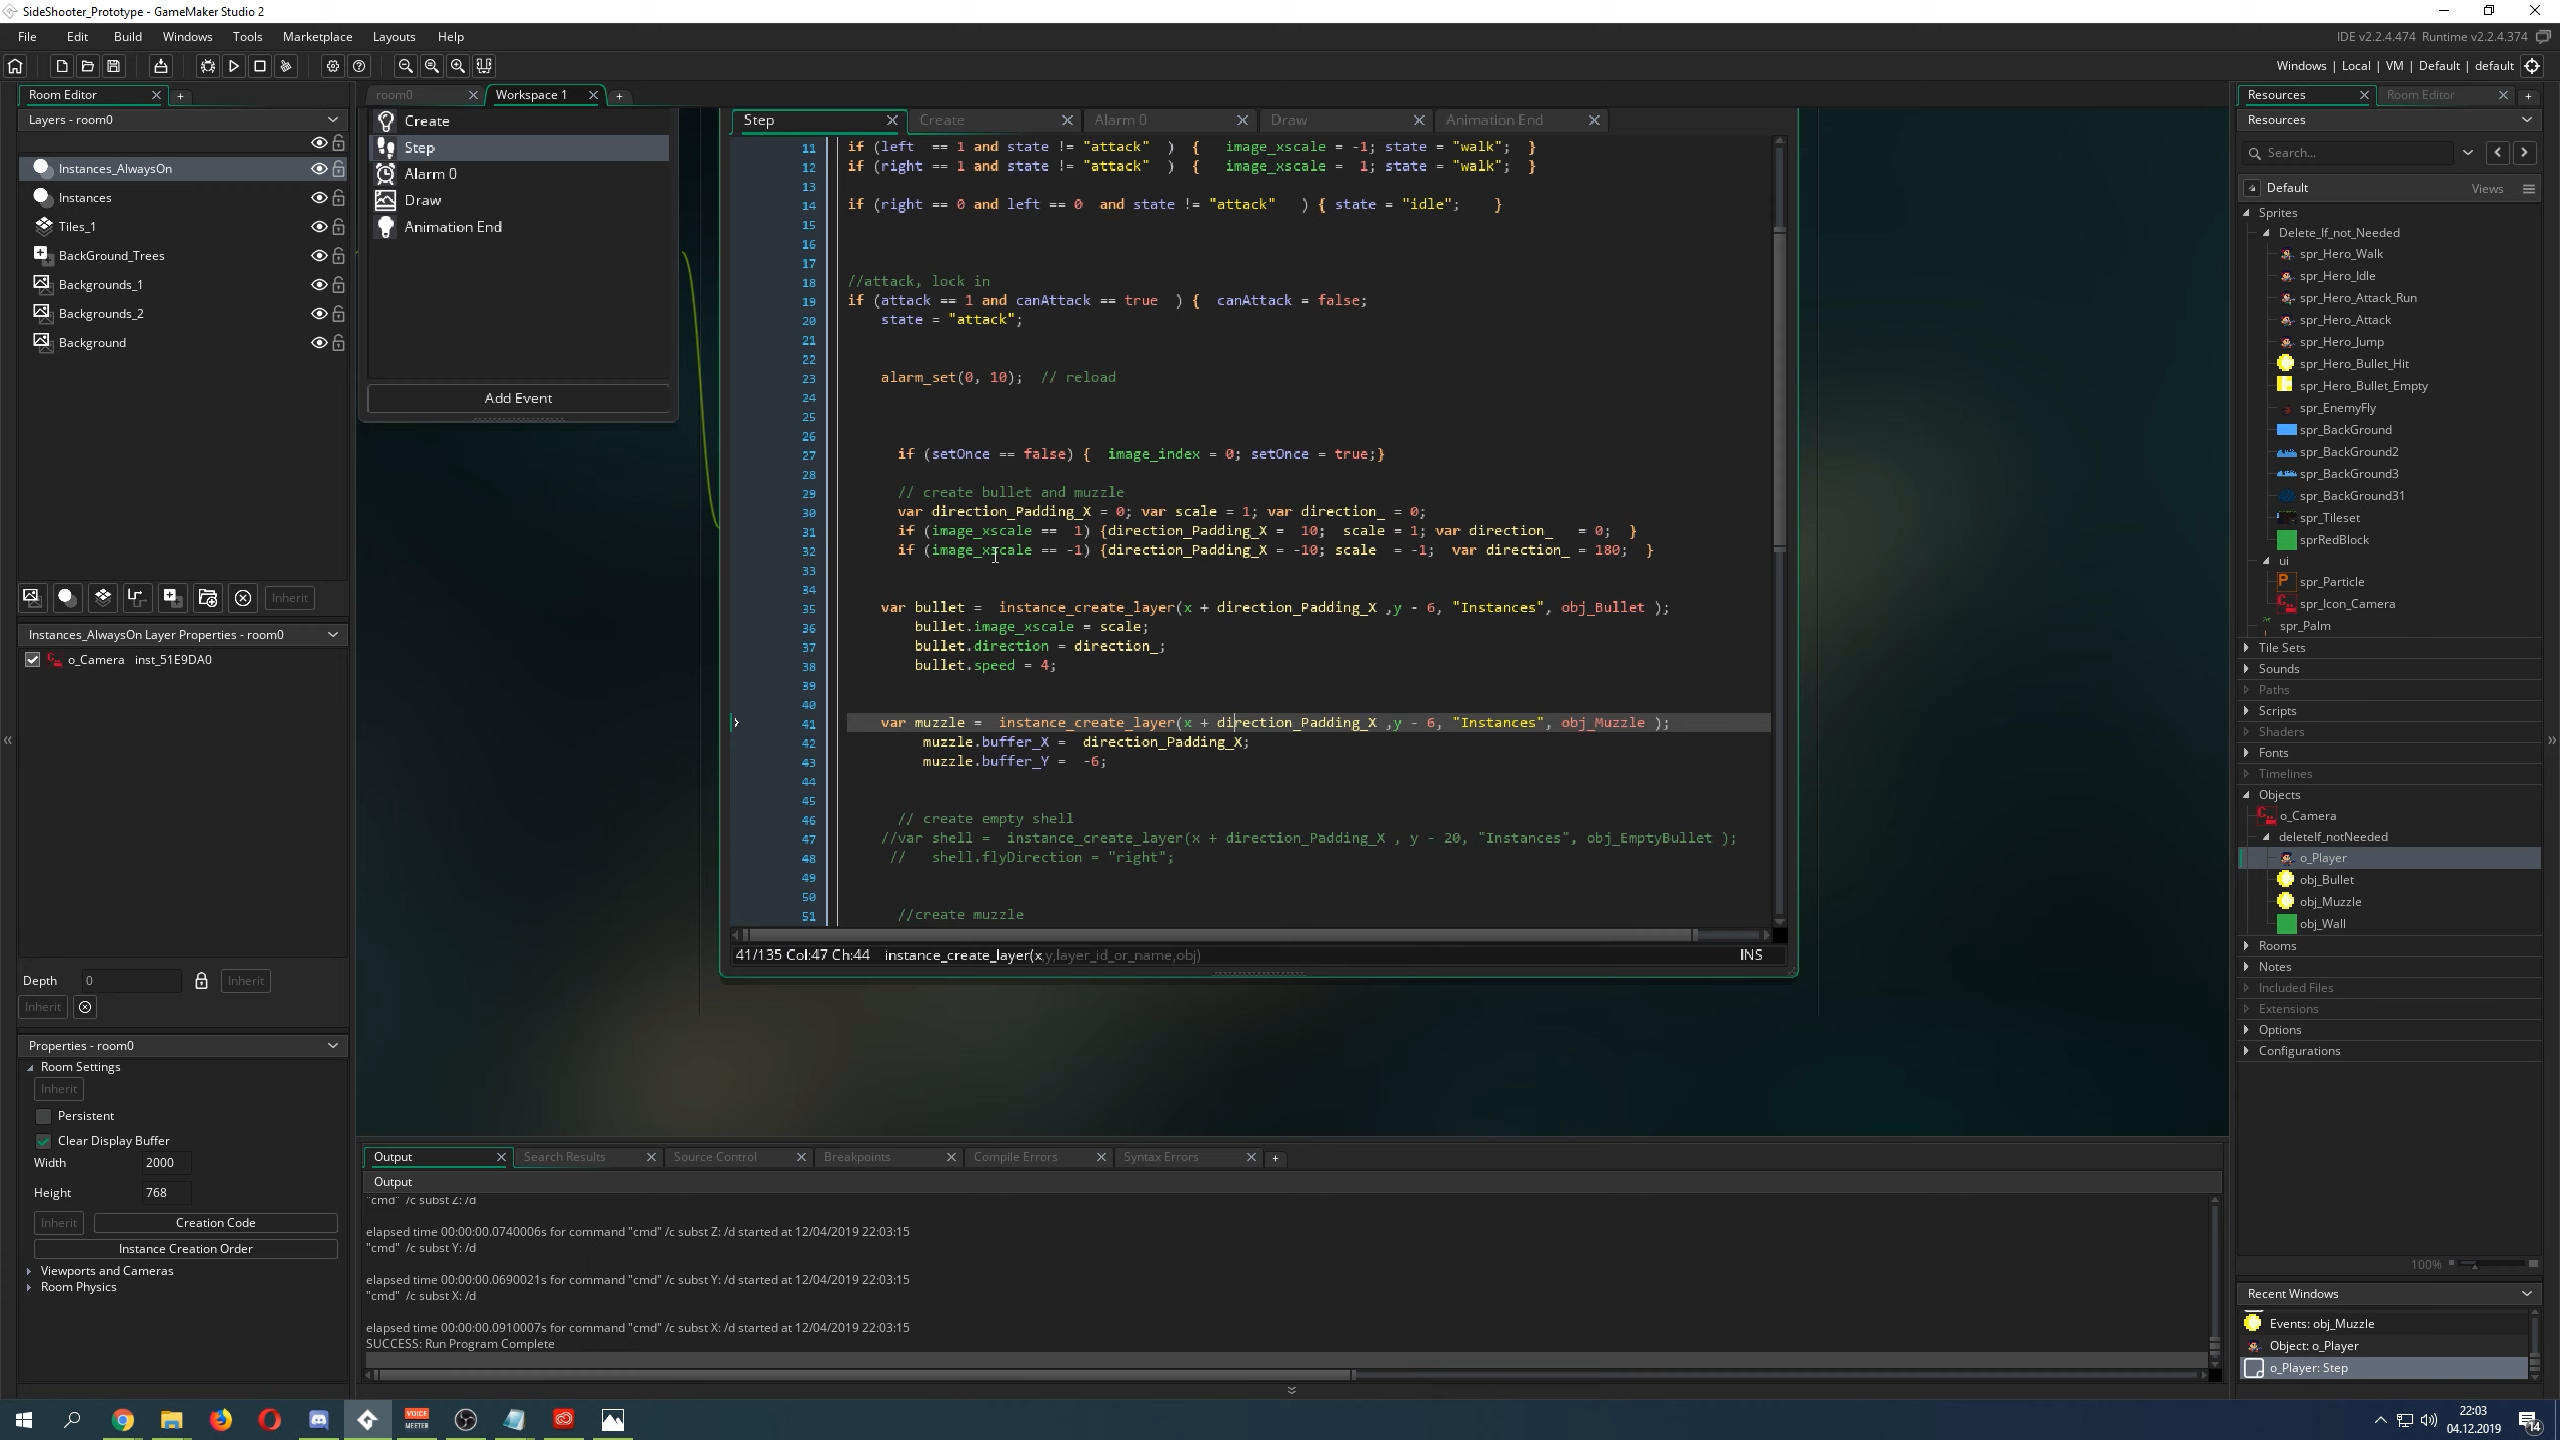 SideShooter_Prototype - GameMaker Studio 2
File Edit Build Windows Tools Marketplace Layouts Help
IDE v2.2.4.474 Runtime v2.2.4.374
Windows | Local | VM | Default | default
Room Editor
Layers - room0
Instances_AlwaysOn
Instances
Tiles_1
BackGround_Trees
Backgrounds_1
Backgrounds_2
Background
Inherit
Instances_AlwaysOn Layer Properties - room0
o_Camera inst_51E9DA0
Depth 0 Inherit
Inherit
Properties - room0
Room Settings
Inherit
Persistent
Clear Display Buffer
Width 2000
Height 768
Inherit Creation Code
Instance Creation Order
Viewports and Cameras
Room Physics
room0 Workspace 1
Create
Step
Alarm 0
Draw
Animation End
Add Event
Step Create Alarm 0 Draw Animation End
11 if (left == 1 and state != "attack" ) { image_xscale = -1; state = "walk"; }
12 if (right == 1 and state != "attack" ) { image_xscale = 1; state = "walk"; }
13
14 if (right == 0 and left == 0 and state != "attack" ) { state = "idle"; }
15
16
17
18 //attack, lock in
19 if (attack == 1 and canAttack == true ) { canAttack = false;
20 state = "attack";
21
22
23 alarm_set(0, 10); // reload
24
25
26
27 if (setOnce == false) { image_index = 0; setOnce = true;}
28
29 // create bullet and muzzle
30 var direction_Padding_X = 0; var scale = 1; var direction_ = 0;
31 if (image_xscale == 1) {direction_Padding_X = 10; scale = 1; var direction_ = 0; }
32 if (image_xscale == -1) {direction_Padding_X = -10; scale = -1; var direction_ = 180; }
33
34
35 var bullet = instance_create_layer(x + direction_Padding_X ,y - 6, "Instances", obj_Bullet );
36 bullet.image_xscale = scale;
37 bullet.direction = direction_;
38 bullet.speed = 4;
39
40
41 var muzzle = instance_create_layer(x + direction_Padding_X ,y - 6, "Instances", obj_Muzzle );
42 muzzle.buffer_X = direction_Padding_X;
43 muzzle.buffer_Y = -6;
44
45
46 // create empty shell
47 //var shell = instance_create_layer(x + direction_Padding_X , y - 20, "Instances", obj_EmptyBullet );
48 // shell.flyDirection = "right";
49
50
51 //create muzzle
41/135 Col:47 Ch:44 instance_create_layer(x,y,layer_id_or_name,obj) INS
Output Search Results Source Control Breakpoints Compile Errors Syntax Errors
Output
"cmd" /c subst Z: /d
elapsed time 00:00:00.0740006s for command "cmd" /c subst Z: /d started at 12/04/2019 22:03:15
"cmd" /c subst Y: /d
elapsed time 00:00:00.0690021s for command "cmd" /c subst Y: /d started at 12/04/2019 22:03:15
"cmd" /c subst X: /d
elapsed time 00:00:00.0910007s for command "cmd" /c subst X: /d started at 12/04/2019 22:03:15
SUCCESS: Run Program Complete
Resources Room Editor
Resources
Search...
Default Views
Sprites
Delete_If_not_Needed
spr_Hero_Walk
spr_Hero_Idle
spr_Hero_Attack_Run
spr_Hero_Attack
spr_Hero_Jump
spr_Hero_Bullet_Hit
spr_Hero_Bullet_Empty
spr_EnemyFly
spr_BackGround
spr_BackGround2
spr_BackGround3
spr_BackGround31
spr_Tileset
sprRedBlock
ui
spr_Particle
spr_Icon_Camera
spr_Palm
Tile Sets
Sounds
Paths
Scripts
Shaders
Fonts
Timelines
Objects
o_Camera
deleteIf_notNeeded
o_Player
obj_Bullet
obj_Muzzle
obj_Wall
Rooms
Notes
Included Files
Extensions
Options
Configurations
100%
Recent Windows
Events: obj_Muzzle
Object: o_Player
o_Player: Step
VOICE
MEETER
22:03
04.12.2019
14